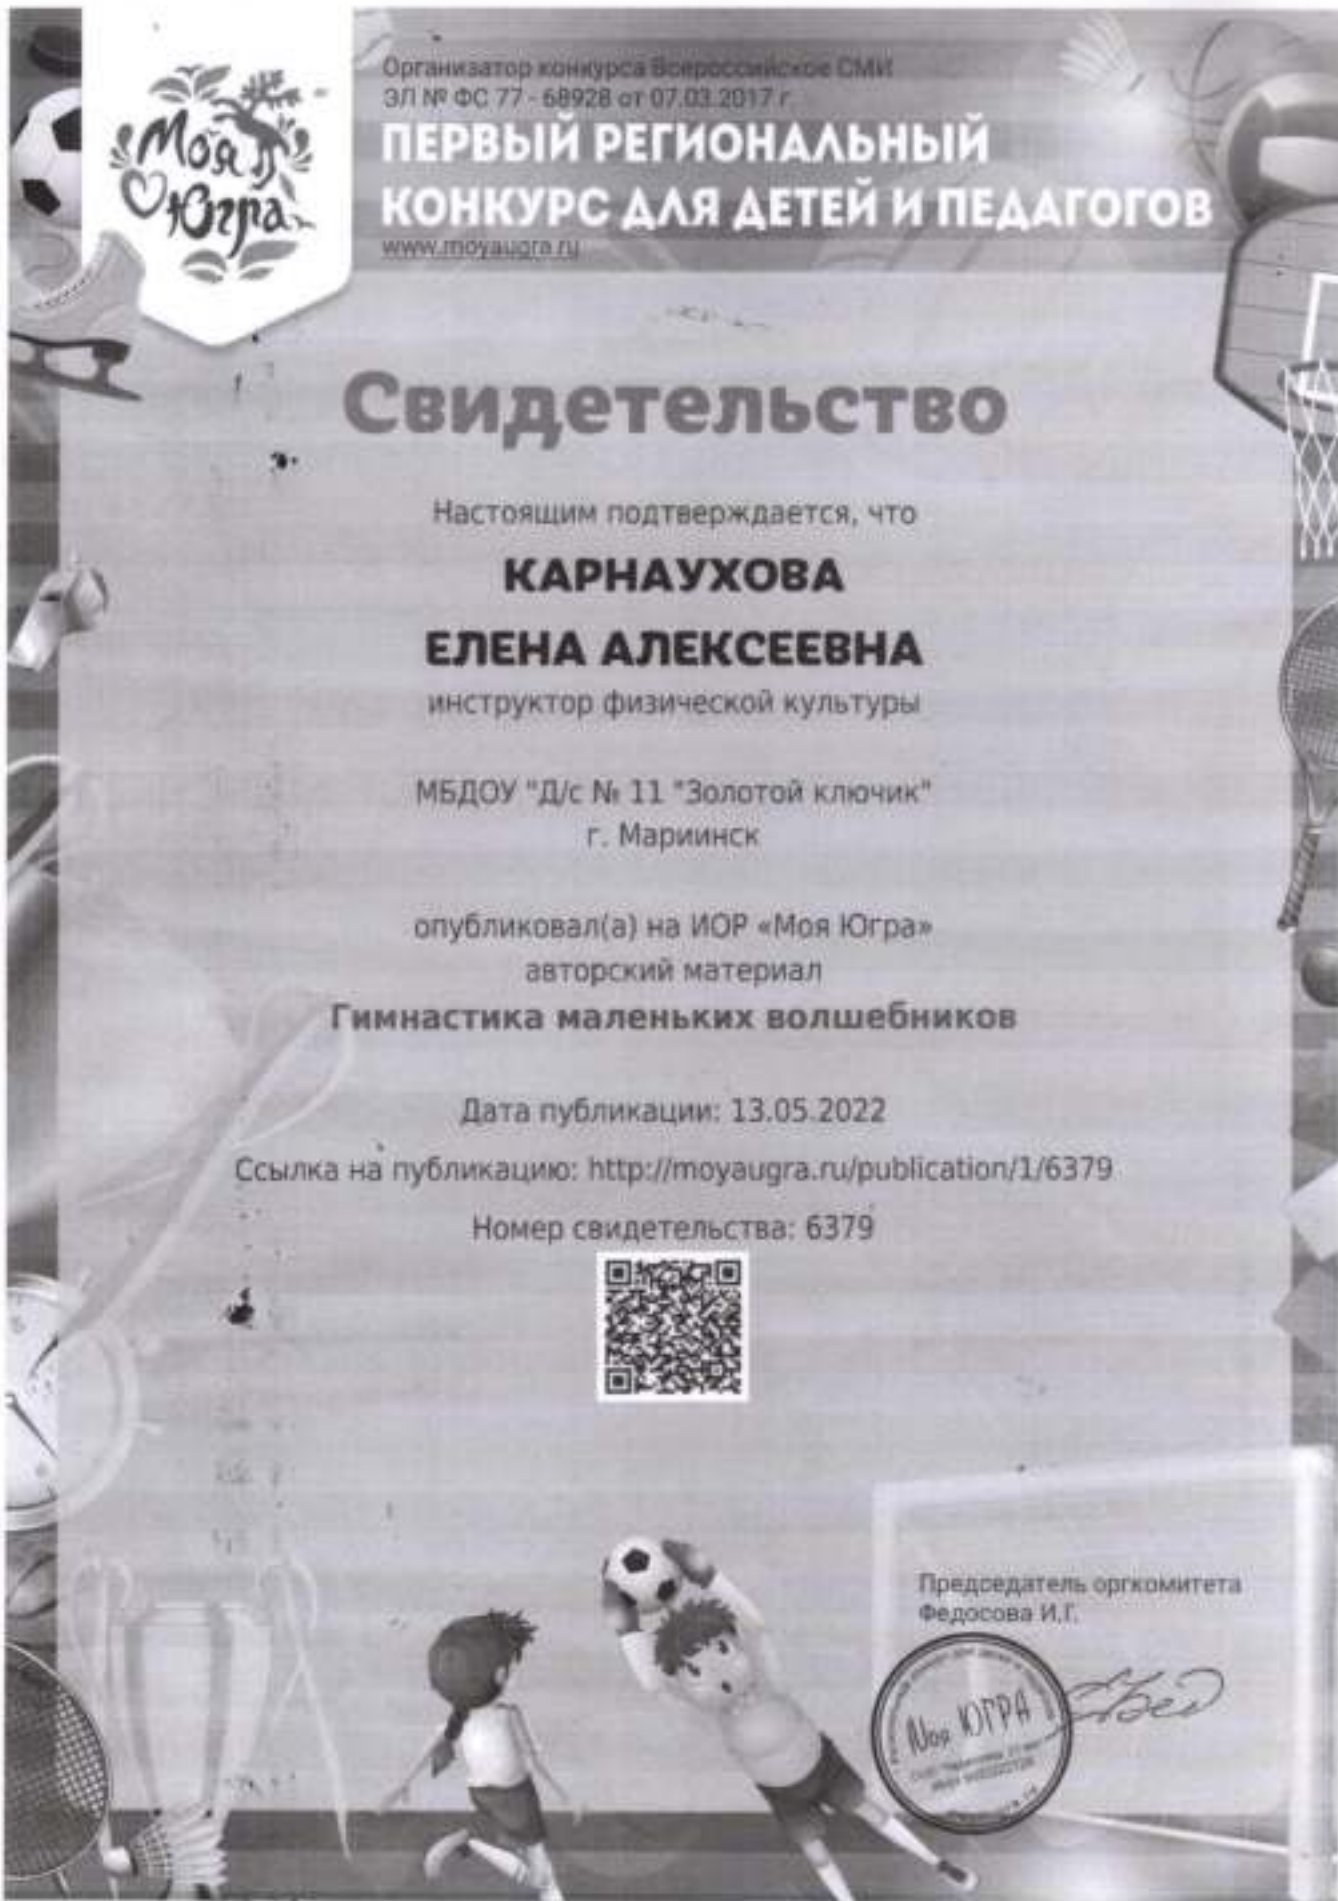 Моя
Югра
Организатор конкурса Всероссийское СМИ
ЭЛ № ФС 77 - 68928 от 07.03.2017 г
ПЕРВЫЙ РЕГИОНАЛЬНЫЙ
КОНКУРС ДЛЯ ДЕТЕЙ И ПЕДАГОГОВ
www.moyaugra.ru
Свидетельство
Настоящим подтверждается, что
КАРНАУХОВА
ЕЛЕНА АЛЕКСЕЕВНА
инструктор физической культуры
МБДОУ "Д/с № 11 "Золотой ключик"
г. Мариинск
опубликовал(а) на ИОР «Моя Югра»
авторский материал
Гимнастика маленьких волшебников
Дата публикации: 13.05.2022
Ссылка на публикацию: http://moyaugra.ru/publication/1/6379
Номер свидетельства: 6379
Председатель оргкомитета
Федосова И.Г.
Моя ЮГРА